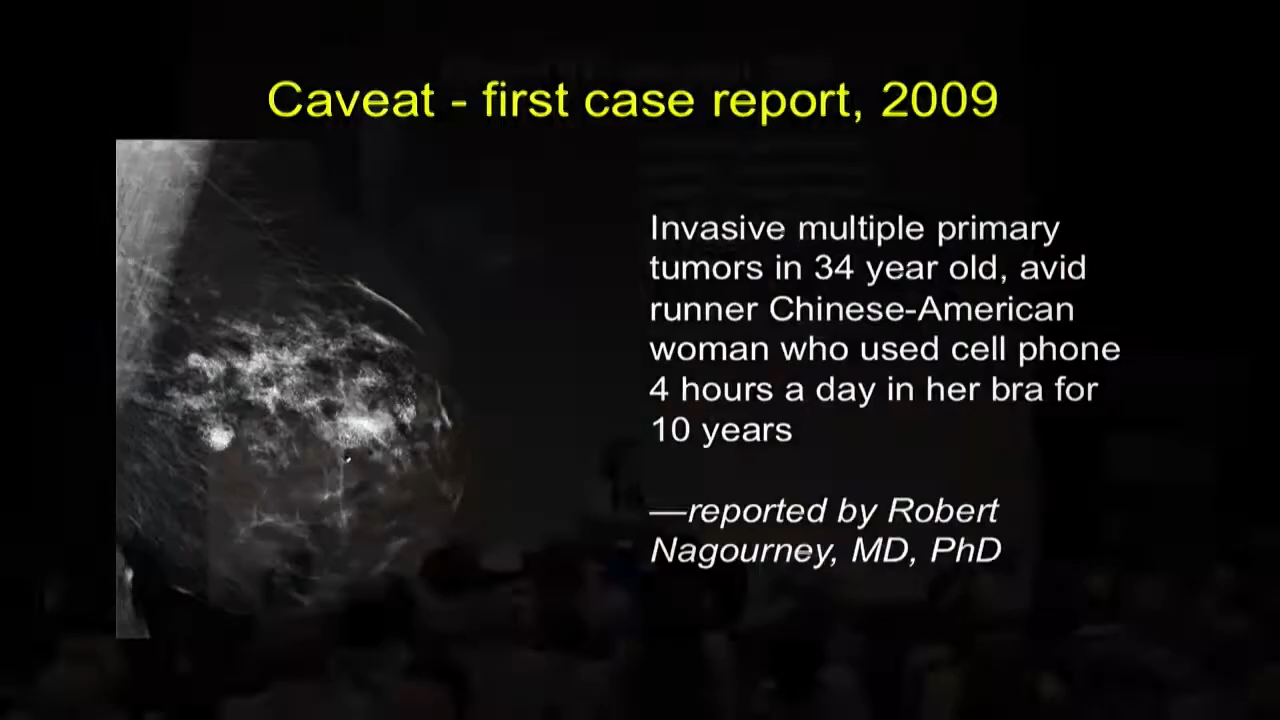 Caveat - first case report, 2009
Invasive multiple primary
tumors in 34 year old, avid
runner Chinese-American
woman who used cell phone
4 hours a day in her bra for
10 years
—reported by Robert
Nagourney, MD, PhD